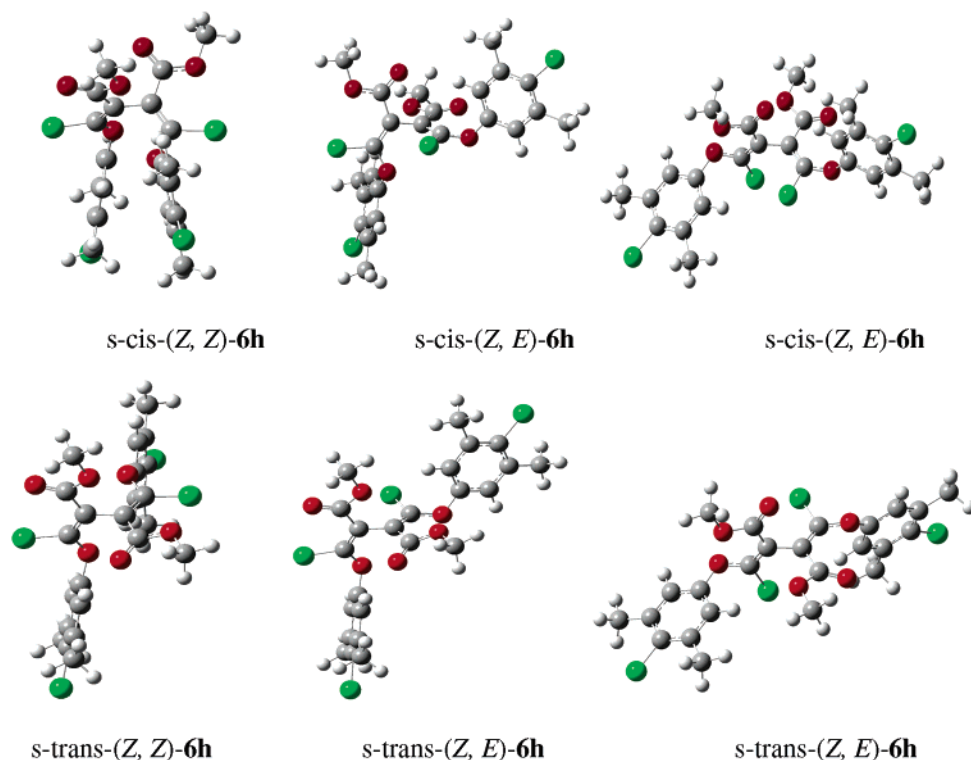 s-cis-(Z, Z)-6h
s-cis-(Z, E)-6h
s-cis-(Z, E)-6h
s-trans-(Z, Z)-6h
s-trans-(Z, E)-6h
s-trans-(Z, E)-6h